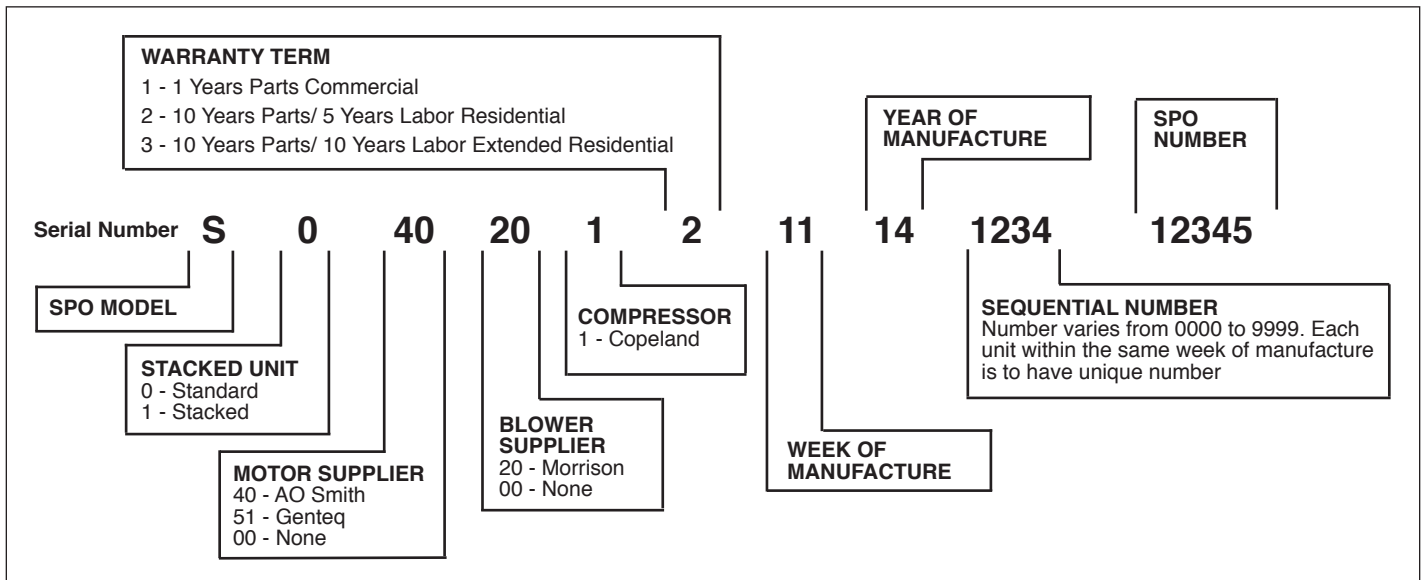 WARRANTY TERM
1 - 1 Years Parts Commercial
2 - 10 Years Parts/ 5 Years Labor Residential
3 - 10 Years Parts/ 10 Years Labor Extended Residential
YEAR OF
MANUFACTURE
SPO
NUMBER
Serial Number S 0 40 20 1 2 11 14 1234 12345
SPO MODEL
STACKED UNIT
0 - Standard
1 - Stacked
MOTOR SUPPLIER
40 - AO Smith
51 - Genteq
00 - None
BLOWER
SUPPLIER
20 - Morrison
00 - None
COMPRESSOR
1 - Copeland
WEEK OF
MANUFACTURE
SEQUENTIAL NUMBER
Number varies from 0000 to 9999. Each
unit within the same week of manufacture
is to have unique number